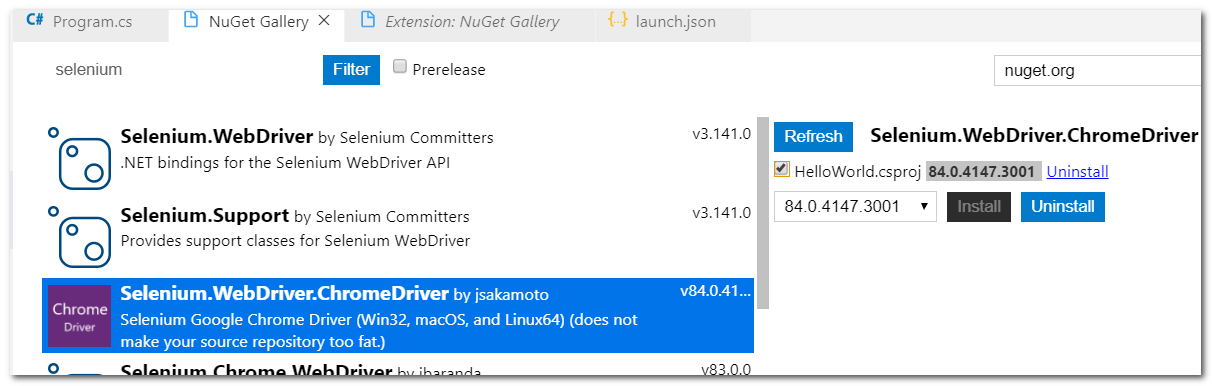 C# Program.cs
NuGet Gallery
Extension: NuGet Gallery
{..} launch.json
selenium
Filter
Prerelease
nuget.org
Selenium.WebDriver by Selenium Committers
v3.141.0
.NET bindings for the Selenium WebDriver API
Selenium.Support by Selenium Committers
v3.141.0
Provides support classes for Selenium WebDriver
Chrome
Driver
Selenium.WebDriver.ChromeDriver by jsakamoto
v84.0.41...
Selenium Google Chrome Driver (Win32, macOS, and Linux64) (does not
make your source repository too fat.)
Selenium.Chrome.WebDriver by jbaranda
v83.0.0
Refresh
Selenium.WebDriver.ChromeDriver
HelloWorld.csproj 84.0.4147.3001 Uninstall
84.0.4147.3001
Install
Uninstall